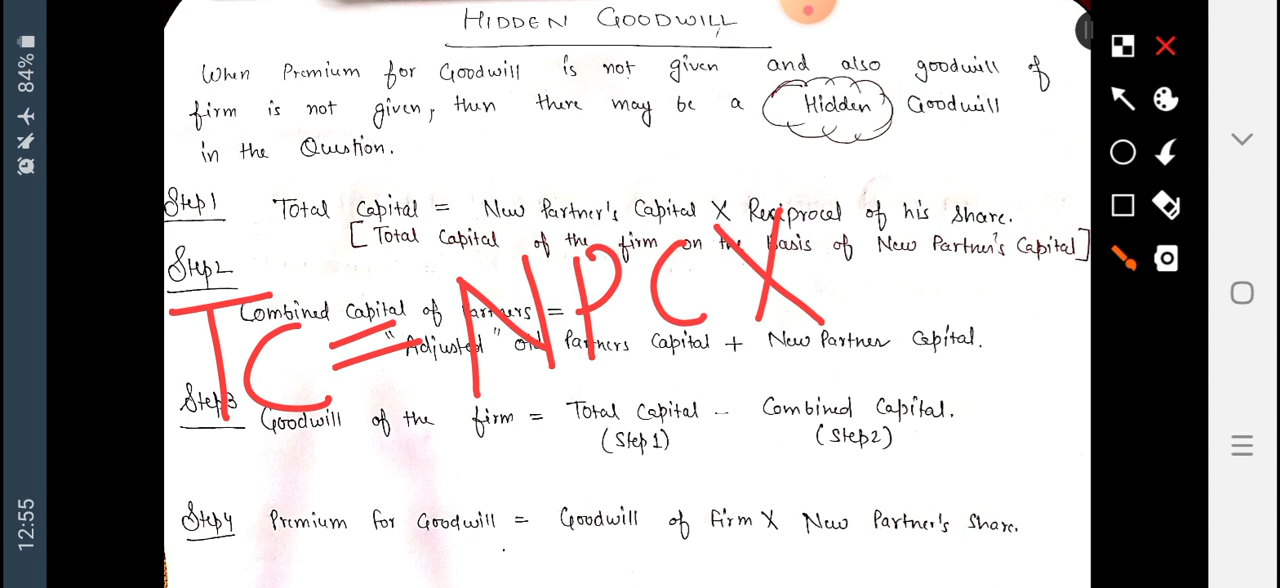 HIDDEN GOODWILL
When Premium for Goodwill is not given and also goodwill of
firm is not given, then there may be a Hidden Goodwill
in the Question.
Step1 Total Capital = New Partner's Capital X Reciprocal of his Share.
[Total Capital of the firm on the Basis of New Partner's Capital]
Step2
Combined Capital of Partners =
"Adjusted" Old Partners Capital + New Partner Capital.
TC = NPC X
Step3 Goodwill of the firm = Total Capital - Combined Capital.
(Step1) (Step2)
Step4 Premium for Goodwill = Goodwill of Firm X New Partner's Share.
84%
12:55